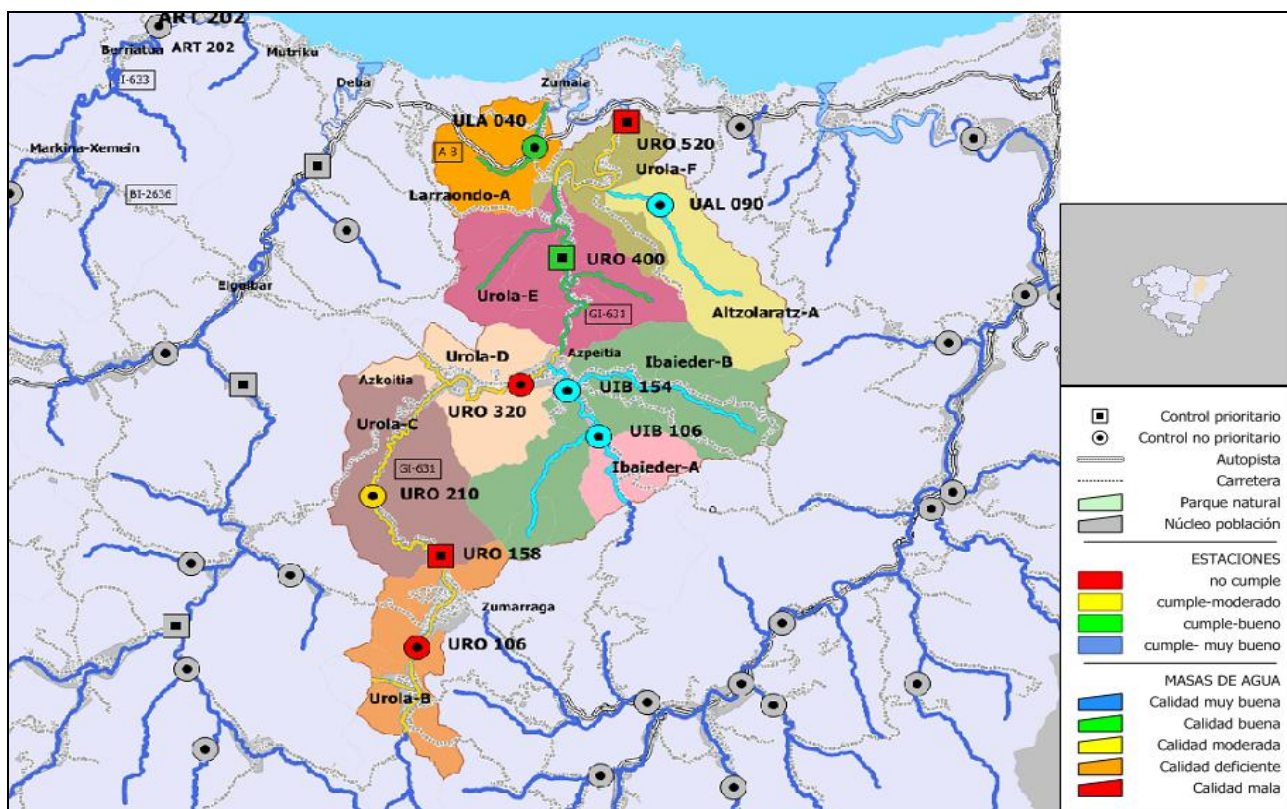 ART 202
Bernatua
ART 202
Mutriku
BI-633
Deba
Zumaia
ULA 040
URO 520
Markina-Xemein
A 8
Urola-F
BI-2636
Larraondo-A
UAL 090
URO 400
Elgoibar
Urola-E
Altzolaratz-A
GI-631
Azpeitia
Urola-D
Ibaieder-B
Azkoitia
UIB 154
URO 320
Urola-C
UIB 106
Ibaieder-A
GI-631
URO 210
URO 158
Zumarraga
URO 106
Urola-B
Control prioritario
Control no prioritario
Autopista
Carretera
Parque natural
Núcleo población
ESTACIONES
no cumple
cumple-moderado
cumple-bueno
cumple- muy bueno
MASAS DE AGUA
Calidad muy buena
Calidad buena
Calidad moderada
Calidad deficiente
Calidad mala